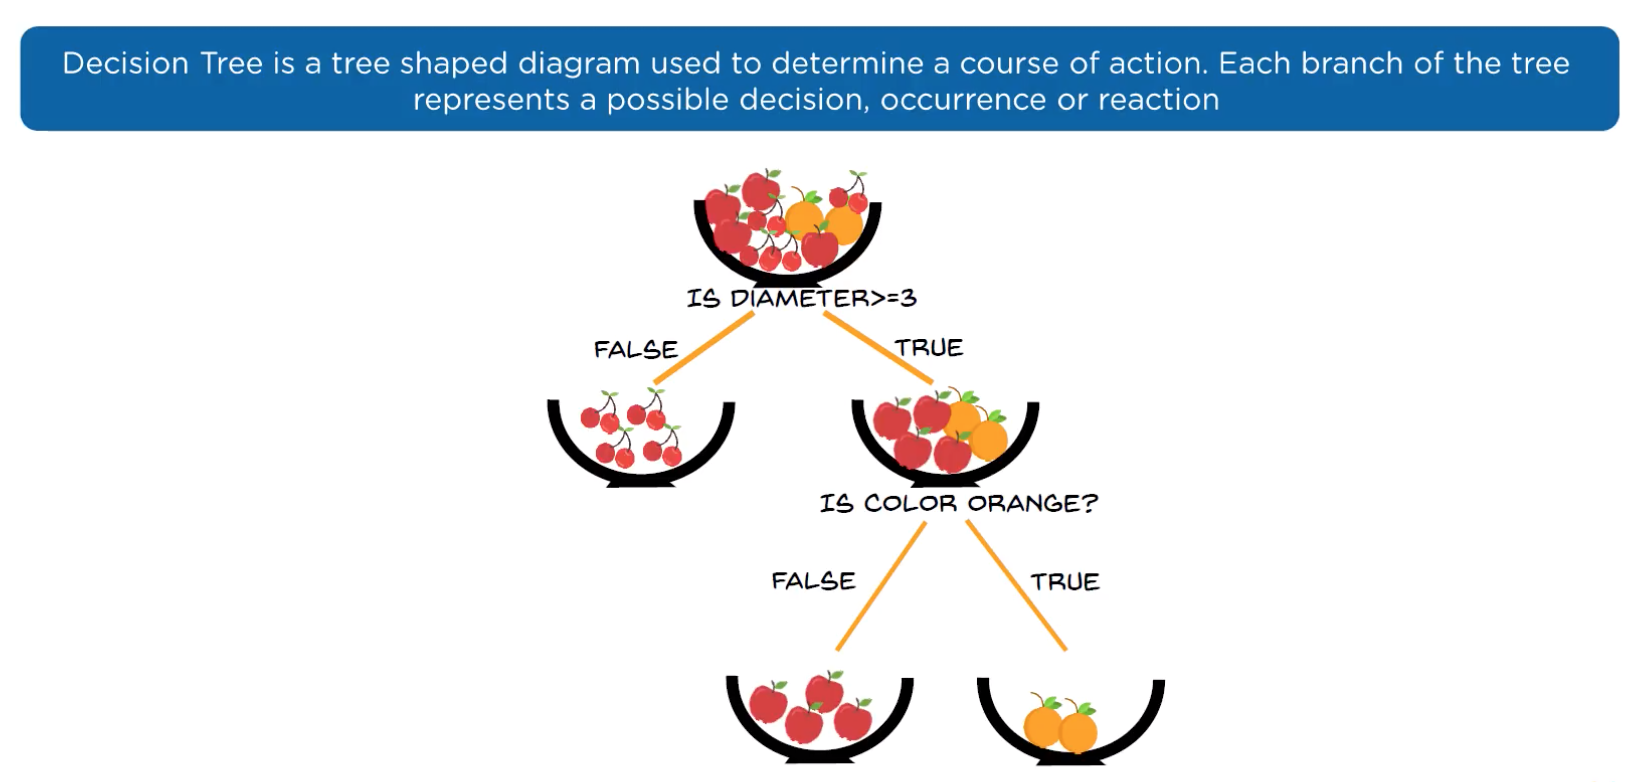 Decision Tree is a tree shaped diagram used to determine a course of action. Each branch of the tree
represents a possible decision, occurrence or reaction
IS DIAMETER>=3
FALSE
TRUE
IS COLOR ORANGE?
FALSE
TRUE